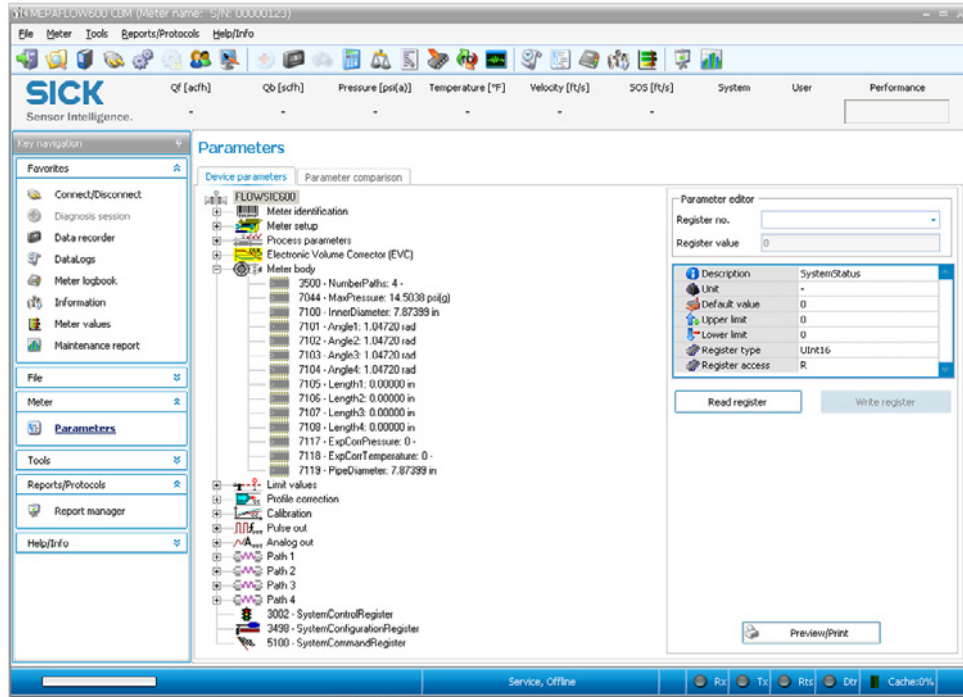 MEPAFLOW600 CBM (Meter name: S/N: 00000123)
File Meter Tools Reports/Protocols Help/Info
SICK
Sensor Intelligence.
Qf [acfh] Qb [scfh] Pressure [psi(a)] Temperature [°F] Velocity [ft/s] SOS [ft/s] System User Performance
- - - - - -
Key navigation
Favorites
Connect/Disconnect
Diagnosis session
Data recorder
DataLogs
Meter logbook
Information
Meter values
Maintenance report
File
Meter
Parameters
Tools
Reports/Protocols
Report manager
Help/Info
Parameters
Device parameters Parameter comparison
FLOWSIC600
Meter identification
Meter setup
Process parameters
Electronic Volume Corrector (EVC)
Meter body
3500 - NumberPaths: 4 -
7044 - MaxPressure: 14.5038 psi(g)
7100 - InnerDiameter: 7.87399 in
7101 - Angle1: 1.04720 rad
7102 - Angle2: 1.04720 rad
7103 - Angle3: 1.04720 rad
7104 - Angle4: 1.04720 rad
7105 - Length1: 0.00000 in
7106 - Length2: 0.00000 in
7107 - Length3: 0.00000 in
7108 - Length4: 0.00000 in
7117 - ExpCorrPressure: 0 -
7118 - ExpCorrTemperature: 0 -
7119 - PipeDiameter: 7.87399 in
Limit values
Profile correction
Calibration
Pulse out
Analog out
Path 1
Path 2
Path 3
Path 4
3002 - SystemControlRegister
3498 - SystemConfigurationRegister
5100 - SystemCommandRegister
Parameter editor
Register no.
Register value 0
Description SystemStatus
Unit -
Default value 0
Upper limit 0
Lower limit 0
Register type UInt16
Register access R
Read register Write register
Preview/Print
Service, Offline Rx Tx Rts Dtr Cache:0%